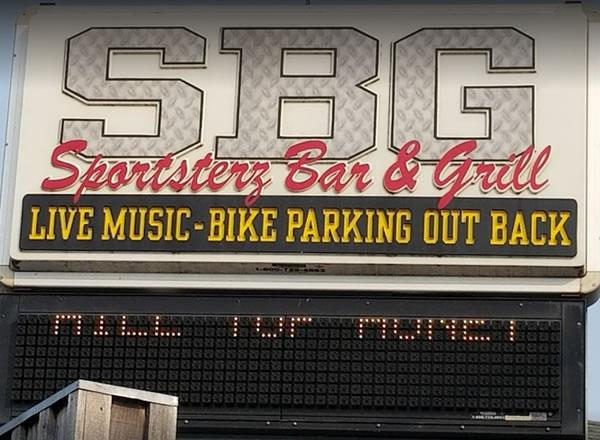 SBG
Sportsterz Bar & Grill
LIVE MUSIC-BIKE PARKING OUT BACK